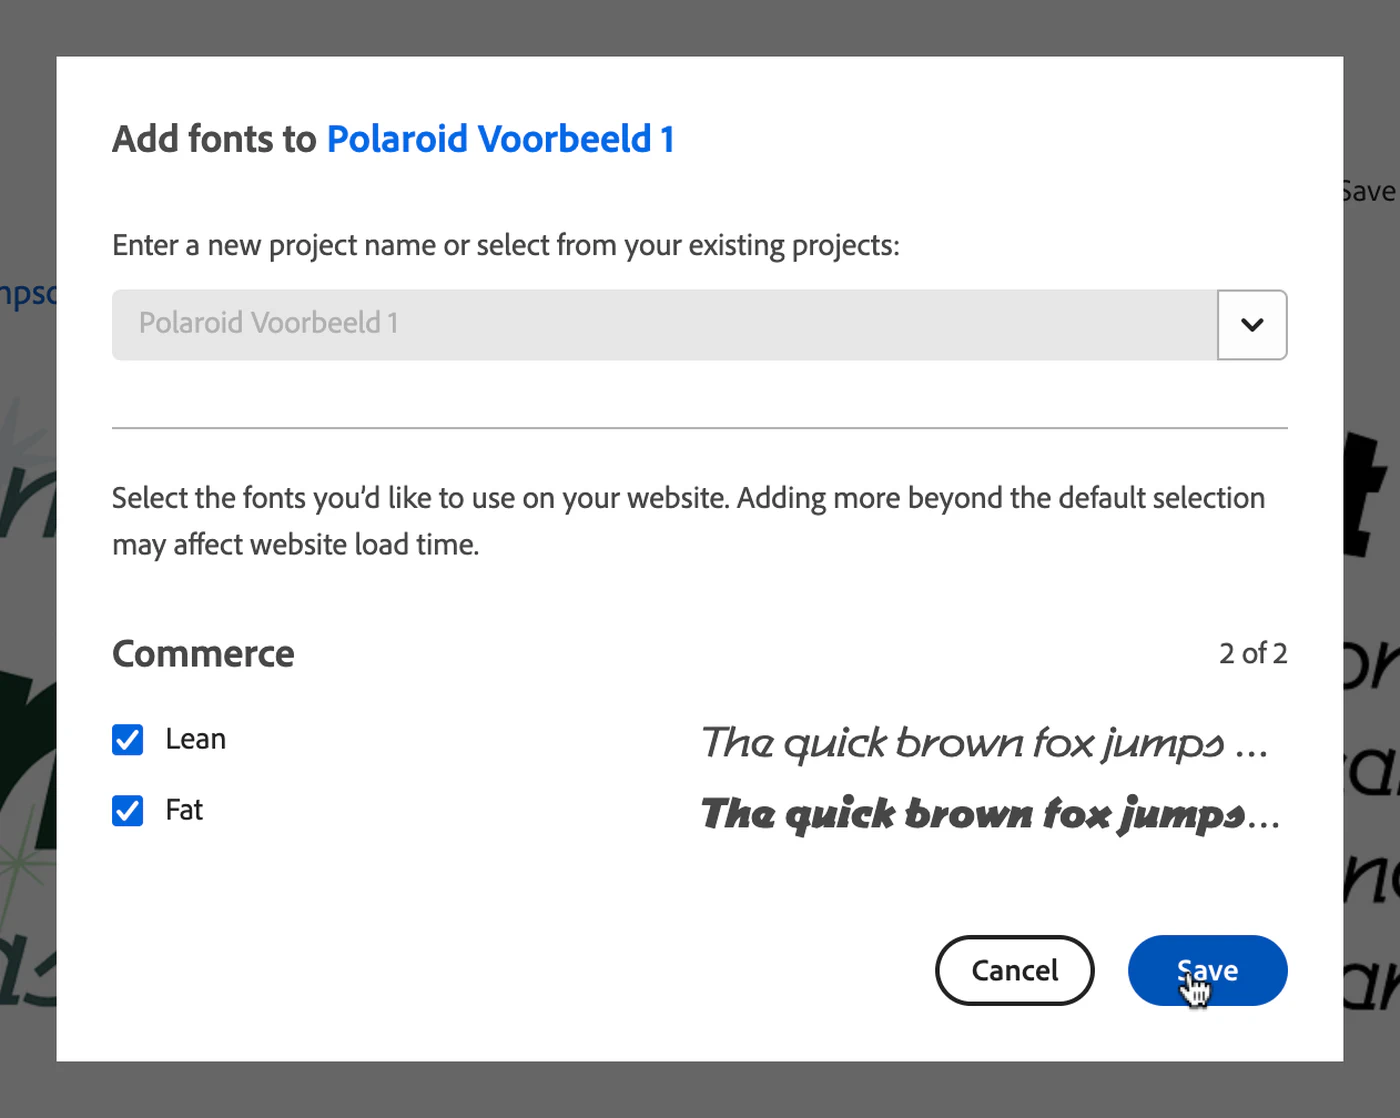 Add fonts to Polaroid Voorbeeld 1
Save
Enter a new project name or select from your existing projects:
Polaroid Voorbeeld 1
Select the fonts you’d like to use on your website. Adding more beyond the default selection
may affect website load time.
Commerce 2 of 2
Lean The quick brown fox jumps ...
Fat The quick brown fox jumps...
Cancel Save